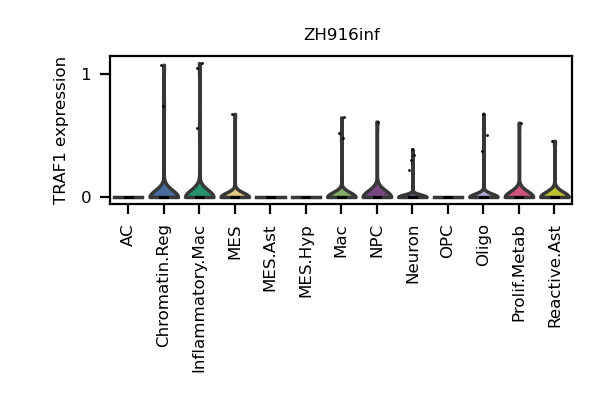 ZH916inf
TRAF1 expression
1
0
AC
Chromatin.Reg
Inflammatory.Mac
MES
MES.Ast
MES.Hyp
Mac
NPC
Neuron
OPC
Oligo
Prolif.Metab
Reactive.Ast